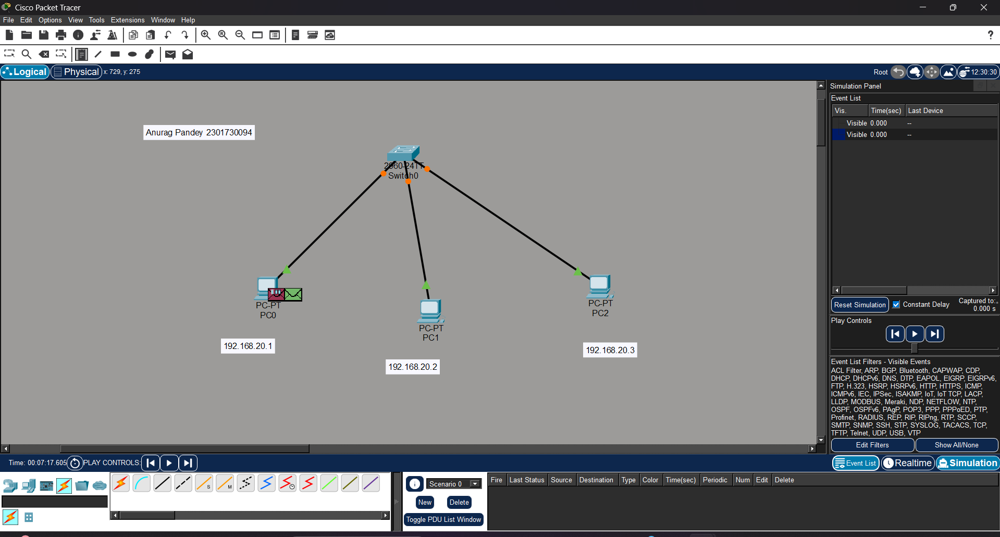 Cisco Packet Tracer
File Edit Options View Tools Extensions Window Help
Logical Physical x: 729, y: 275
Root 12:30:30
Anurag Pandey 2301730094
2960-24TT
Switch0
PC-PT
PC0
PC-PT
PC1
PC-PT
PC2
192.168.20.1
192.168.20.2
192.168.20.3
Simulation Panel
Event List
Vis. Time(sec) Last Device
Visible 0.000 --
Visible 0.000 --
Reset Simulation Constant Delay Captured to:
0.000 s
Play Controls
Event List Filters - Visible Events
ACL Filter, ARP, BGP, Bluetooth, CAPWAP, CDP,
DHCP, DHCPv6, DNS, DTP, EAPOL, EIGRP, EIGRPv6,
FTP, H.323, HSRP, HSRPv6, HTTP, HTTPS, ICMP,
ICMPv6, IEC, IPSec, ISAKMP, IoT, IoT TCP, LACP,
LLDP, MODBUS, Meraki, NDP, NETFLOW, NTP,
OSPF, OSPFv6, PAgP, POP3, PPP, PPPoED, PTP,
Profinet, RADIUS, REP, RIP, RIPng, RTP, SCCP,
SMTP, SNMP, SSH, STP, SYSLOG, TACACS, TCP,
TFTP, Telnet, UDP, USB, VTP
Edit Filters Show All/None
Time: 00:07:17.605 PLAY CONTROLS:
Event List Realtime Simulation
S M
Scenario 0
New Delete
Toggle PDU List Window
Fire Last Status Source Destination Type Color Time(sec) Periodic Num Edit Delete